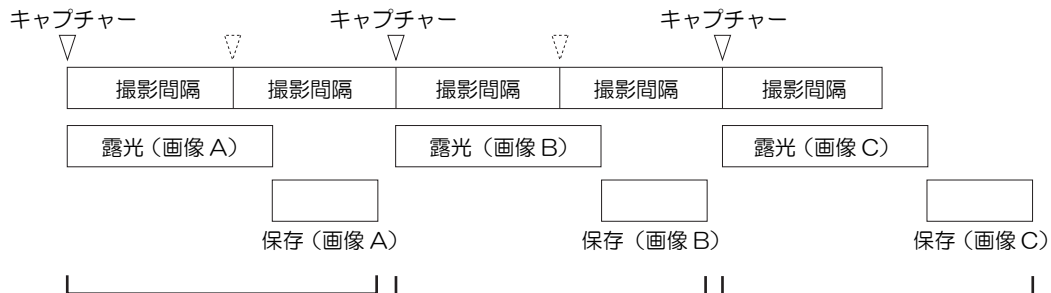 キャプチャー キャプチャー キャプチャー
撮影間隔 撮影間隔 撮影間隔 撮影間隔 撮影間隔
露光（画像 A） 露光（画像 B） 露光（画像 C）
保存（画像 A） 保存（画像 B） 保存（画像 C）